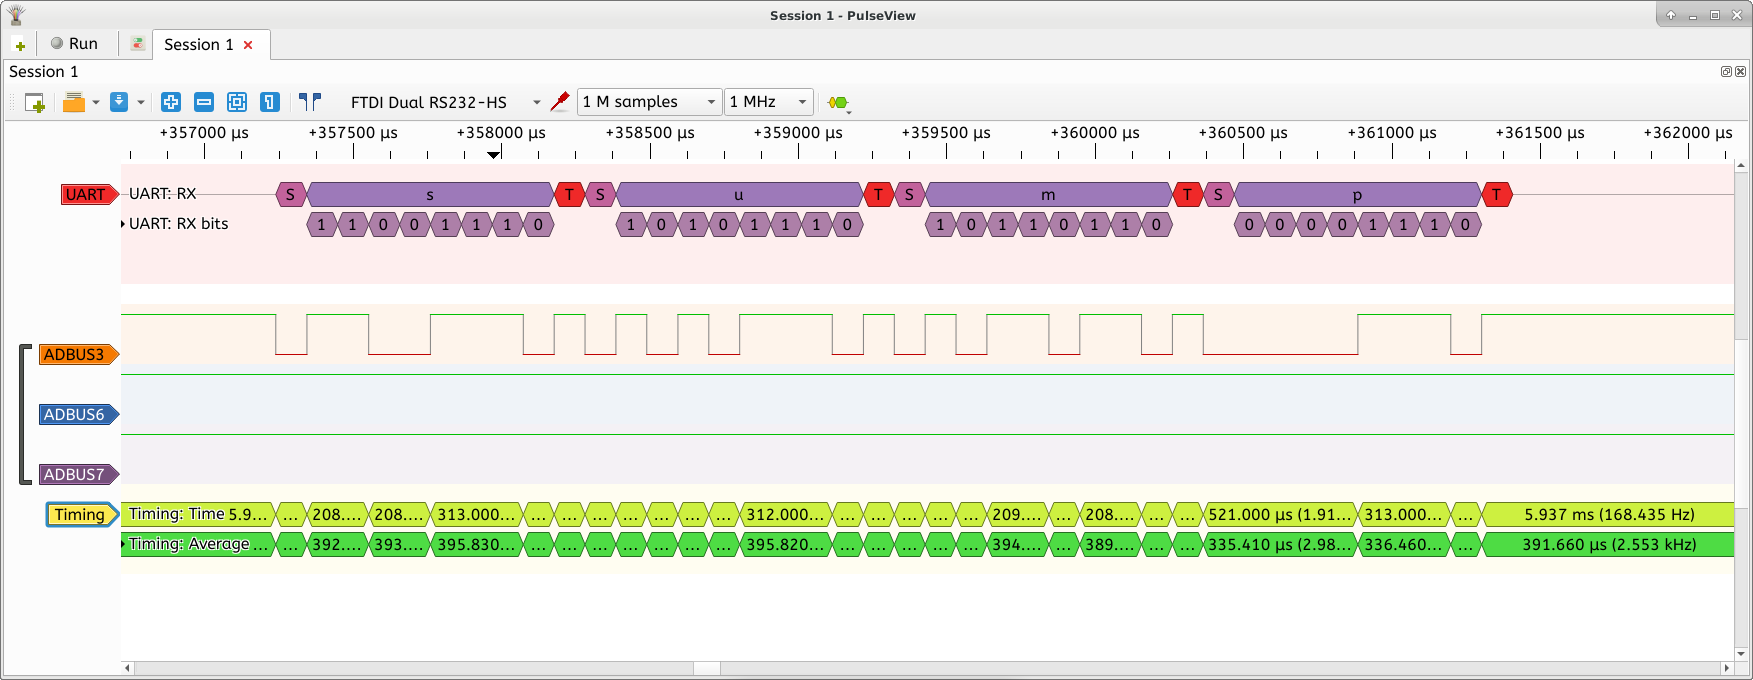 Session 1 - PulseView
Run
Session 1
Session 1
FTDI Dual RS232-HS 1 M samples 1 MHz
+357000 µs +357500 µs +358000 µs +358500 µs +359000 µs +359500 µs +360000 µs +360500 µs +361000 µs +361500 µs +362000 µs
UART UART: RX S s T S u T S m T S p T
UART: RX bits 1 1 0 0 1 1 1 0 1 0 1 0 1 1 1 0 1 0 1 1 0 1 1 0 0 0 0 0 1 1 1 0
ADBUS3
ADBUS6
ADBUS7
Timing Timing: Time 5.9... ... 208.... 208.... 313.000... ... ... ... ... ... ... 312.000... ... ... ... ... 209.... ... 208.... ... ... 521.000 µs (1.91... 313.000... ... 5.937 ms (168.435 Hz)
Timing: Average ... ... 392.... 393.... 395.830... ... ... ... ... ... ... 395.820... ... ... ... ... 394.... ... 389.... ... ... 335.410 µs (2.98... 336.460... ... 391.660 µs (2.553 kHz)